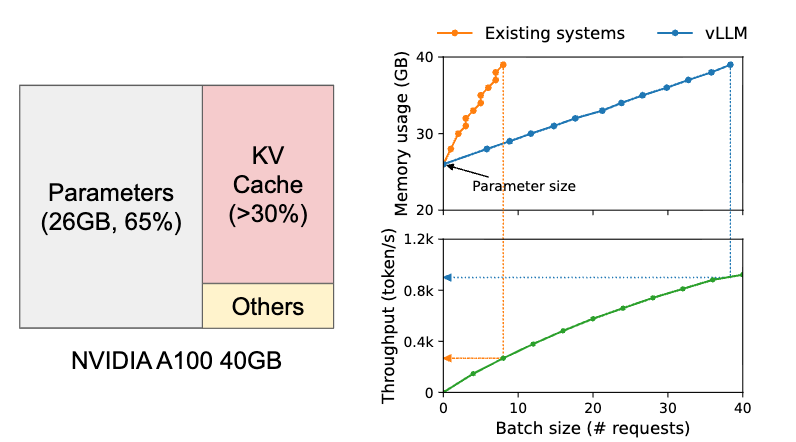 Parameters
(26GB, 65%)
KV
Cache
(>30%)
Others
NVIDIA A100 40GB
Existing systems
vLLM
Memory usage (GB)
40
30
20
Parameter size
Throughput (token/s)
1.2k
0.8k
0.4k
0
0
10
20
30
40
Batch size (# requests)